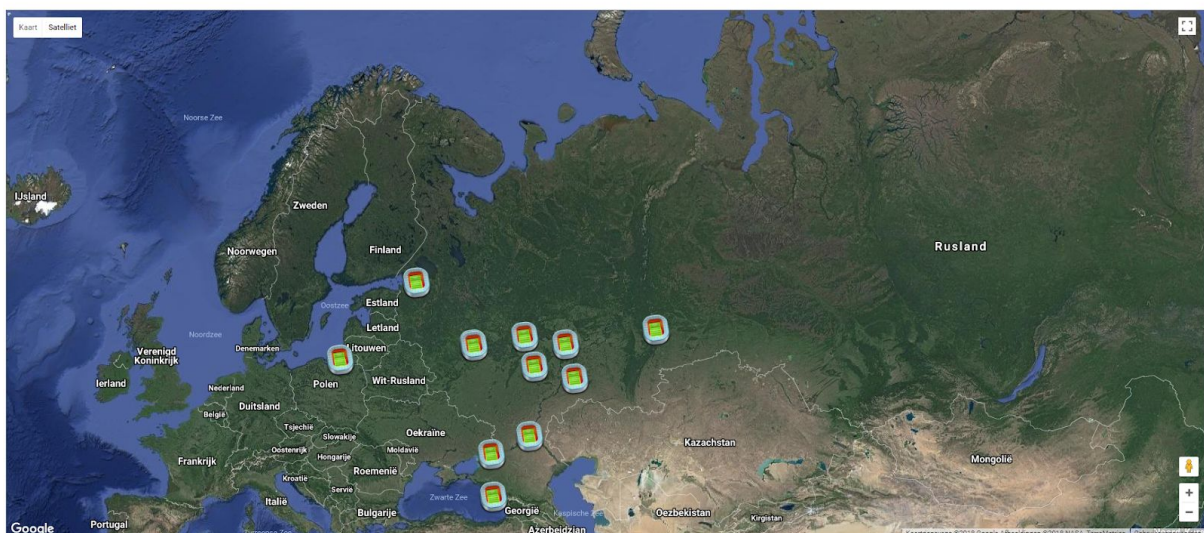 Kaart Satelliet
Noorse Zee
IJsland
Zweden
Rusland
Noorwegen
Finland
Estland
Oostzee
Noordzee
Letland
Denemarken
Litouwen
Verenigd
Koninkrijk
Ierland
Polen
Wit-Rusland
Nederland
Duitsland
België
Tsjechië
Oekraïne
Slowakije
Kazachstan
Oostenrijk
Moldavië
Hongarije
Mongolië
Frankrijk
Roemenië
Kroatië
Servië
Zwarte Zee
Italië
Georgië
Bulgarije
Kaspische Zee
Oezbekistan
Kirgistan
Portugal
Azerbeidzjan
Google